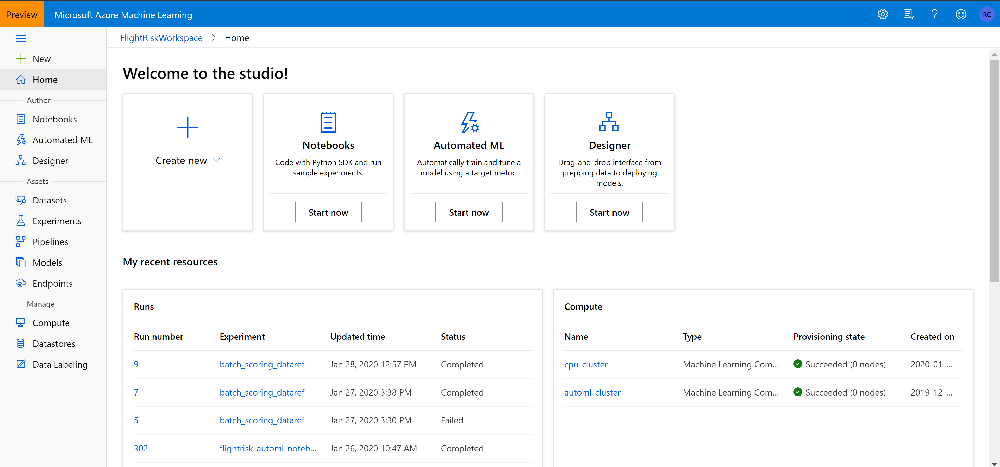 Preview
Microsoft Azure Machine Learning
RC
FlightRiskWorkspace > Home
New
Home
Author
Notebooks
Automated ML
Designer
Assets
Datasets
Experiments
Pipelines
Models
Endpoints
Manage
Compute
Datastores
Data Labeling
Welcome to the studio!
Create new
Notebooks
Code with Python SDK and run
sample experiments.
Start now
Automated ML
Automatically train and tune a
model using a target metric.
Start now
Designer
Drag-and-drop interface from
prepping data to deploying
models.
Start now
My recent resources
Runs
Run number Experiment Updated time Status
9 batch_scoring_dataref Jan 28, 2020 12:57 PM Completed
7 batch_scoring_dataref Jan 27, 2020 3:38 PM Completed
5 batch_scoring_dataref Jan 27, 2020 3:30 PM Failed
302 flightrisk-automl-noteb... Jan 26, 2020 10:47 AM Completed
Compute
Name Type Provisioning state Created on
cpu-cluster Machine Learning Com... Succeeded (0 nodes) 2020-01-...
automl-cluster Machine Learning Com... Succeeded (0 nodes) 2019-12-...